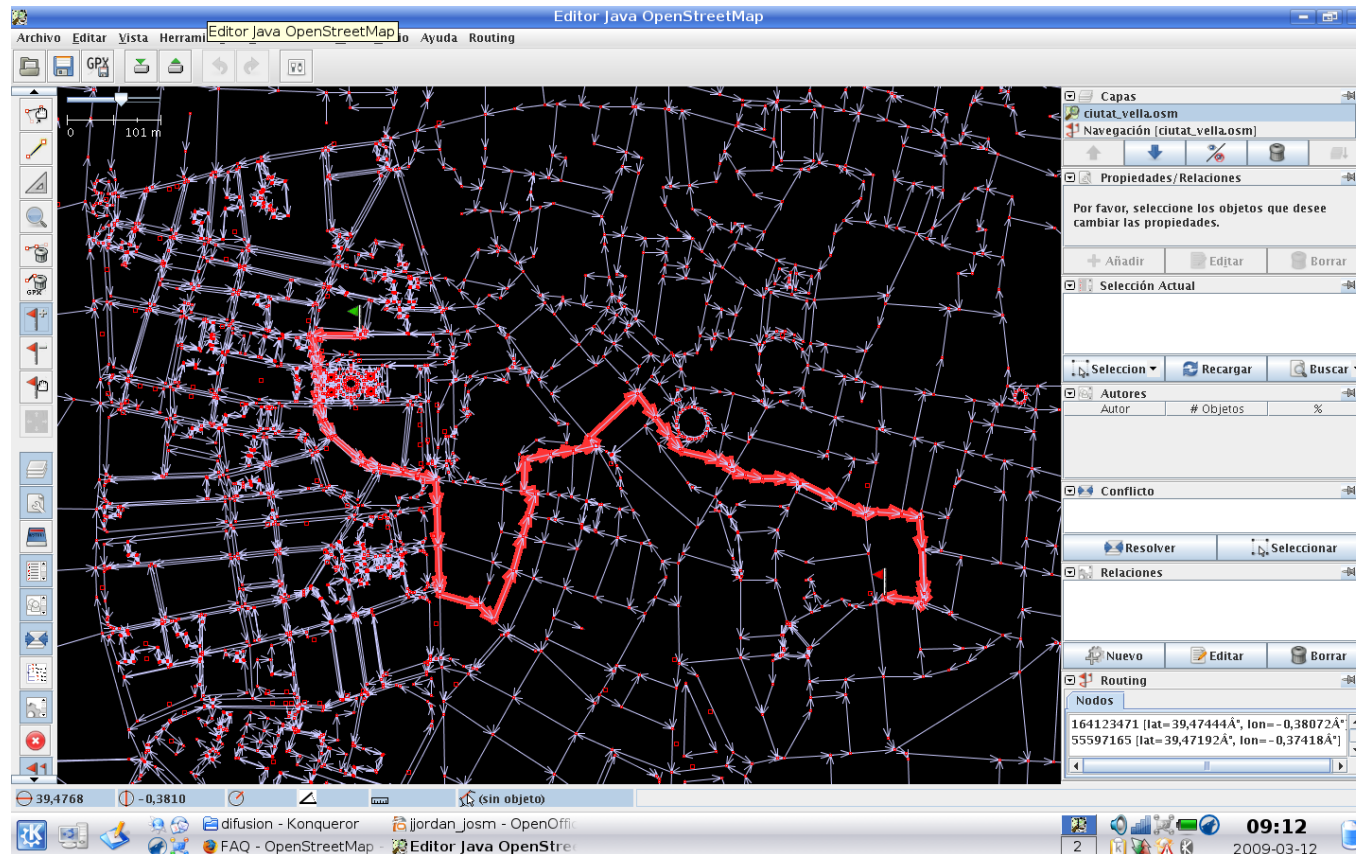 Editor Java OpenStreetMap
Archivo Editar Vista Herrami Editor Java OpenStreetMap io Ayuda Routing
GPX
0 101 m
GPX
Capas
ciutat_vella.osm
Navegación [ciutat_vella.osm]
Propiedades/Relaciones
Por favor, seleccione los objetos que desee
cambiar las propiedades.
Añadir Editar Borrar
Selección Actual
Seleccion Recargar Buscar
Autores
Autor # Objetos %
Conflicto
Resolver Seleccionar
Relaciones
Nuevo Editar Borrar
Routing
Nodos
164123471 [lat=39,47444Â°, lon=-0,38072Â°]
55597165 [lat=39,47192Â°, lon=-0,37418Â°]
39,4768 -0,3810 (sin objeto)
difusion - Konqueror jjordan_josm - OpenOffic
FAQ - OpenStreetMap - Editor Java OpenStre
2
09:12
2009-03-12